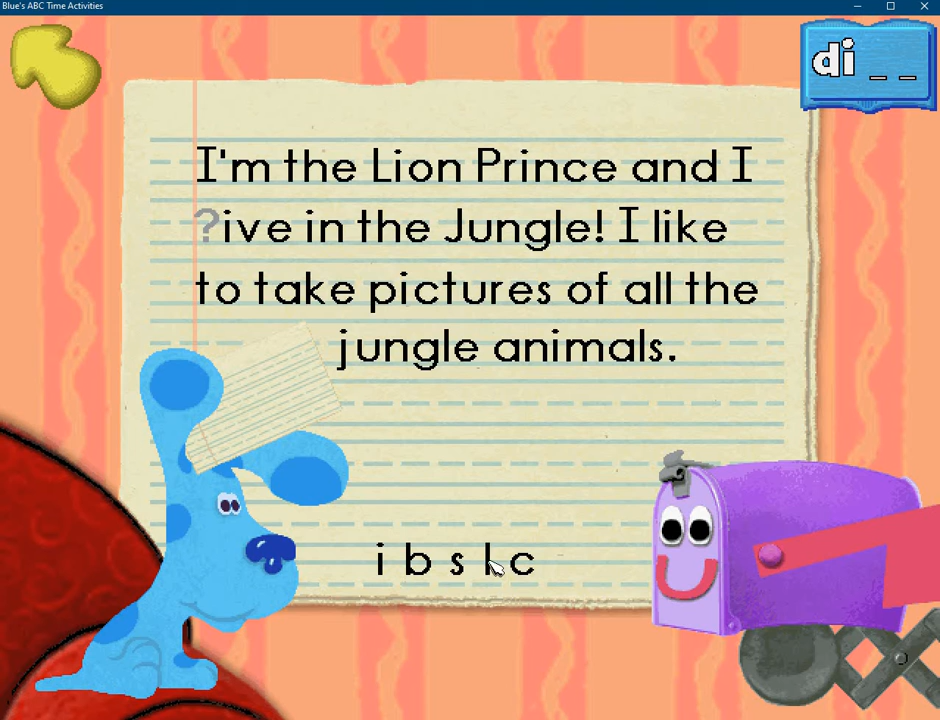 Blue's ABC Time Activities
di _ _
I'm the Lion Prince and I
?ive in the Jungle! I like
to take pictures of all the
jungle animals.
i b s l c